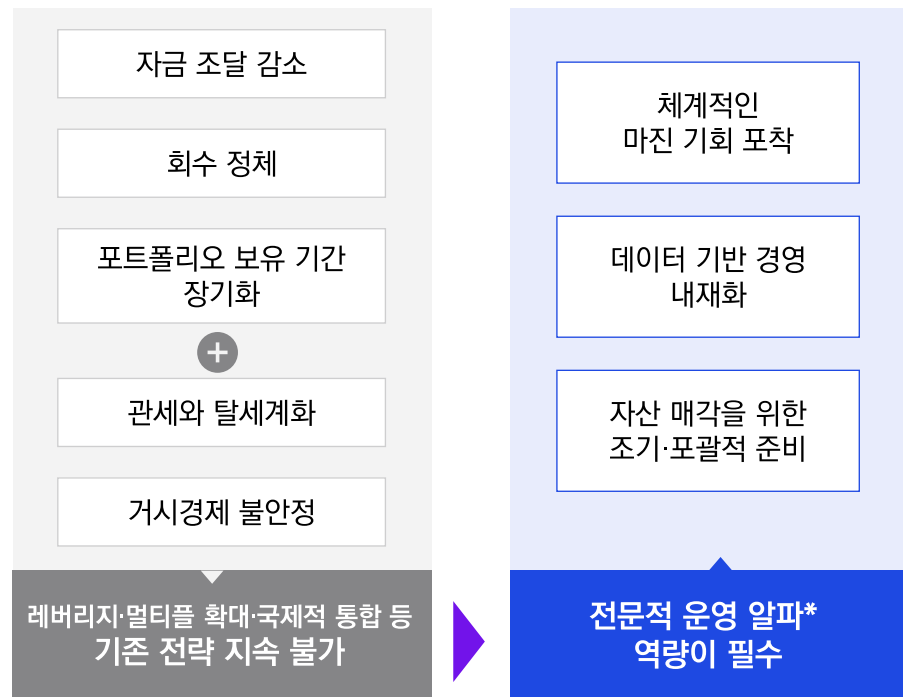 자금 조달 감소
회수 정체
포트폴리오 보유 기간
장기화
+
관세와 탈세계화
거시경제 불안정
레버리지·멀티플 확대·국제적 통합 등
기존 전략 지속 불가
체계적인
마진 기회 포착
데이터 기반 경영
내재화
자산 매각을 위한
조기·포괄적 준비
전문적 운영 알파*
역량이 필수